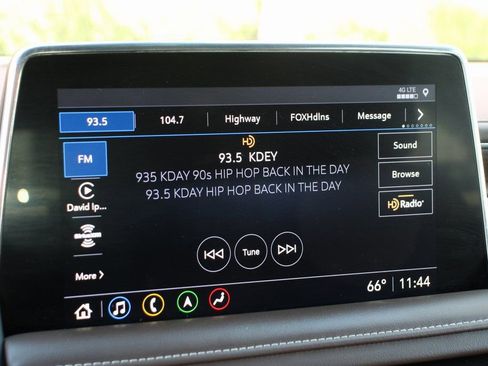 4G LTE
93.5
104.7
Highway
FOXHdlns
Message
HD
FM
93.5 KDEY
935 KDAY 90s HIP HOP BACK IN THE DAY
93.5 KDAY HIP HOP BACK IN THE DAY
Sound
Browse
HD Radio
David Ip...
More
Tune
66°
11:44